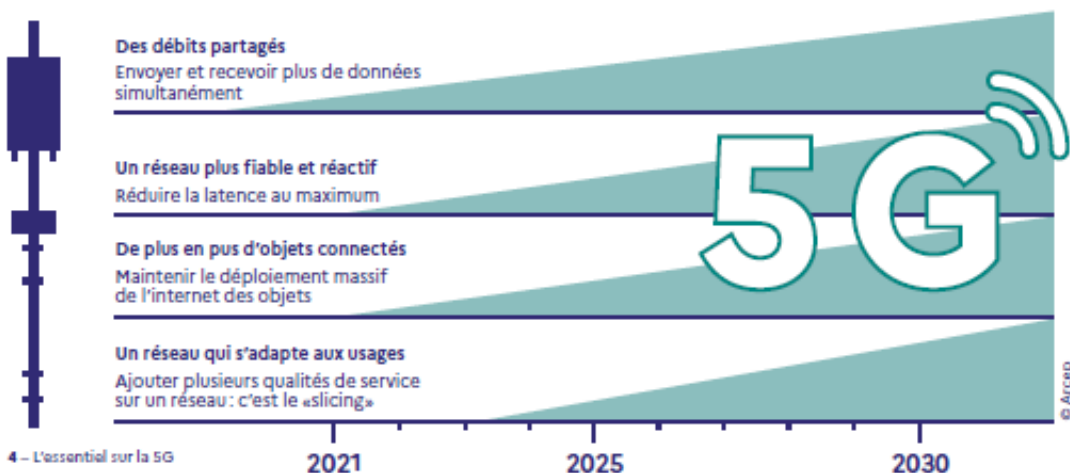 Des débits partagés
Envoyer et recevoir plus de données
simultanément
Un réseau plus fiable et réactif
Réduire la latence au maximum
De plus en pus d'objets connectés
Maintenir le déploiement massif
de l'internet des objets
Un réseau qui s'adapte aux usages
Ajouter plusieurs qualités de service
sur un réseau : c'est le «slicing»
5G
© Arcep
4 – L'essentiel sur la 5G
2021
2025
2030